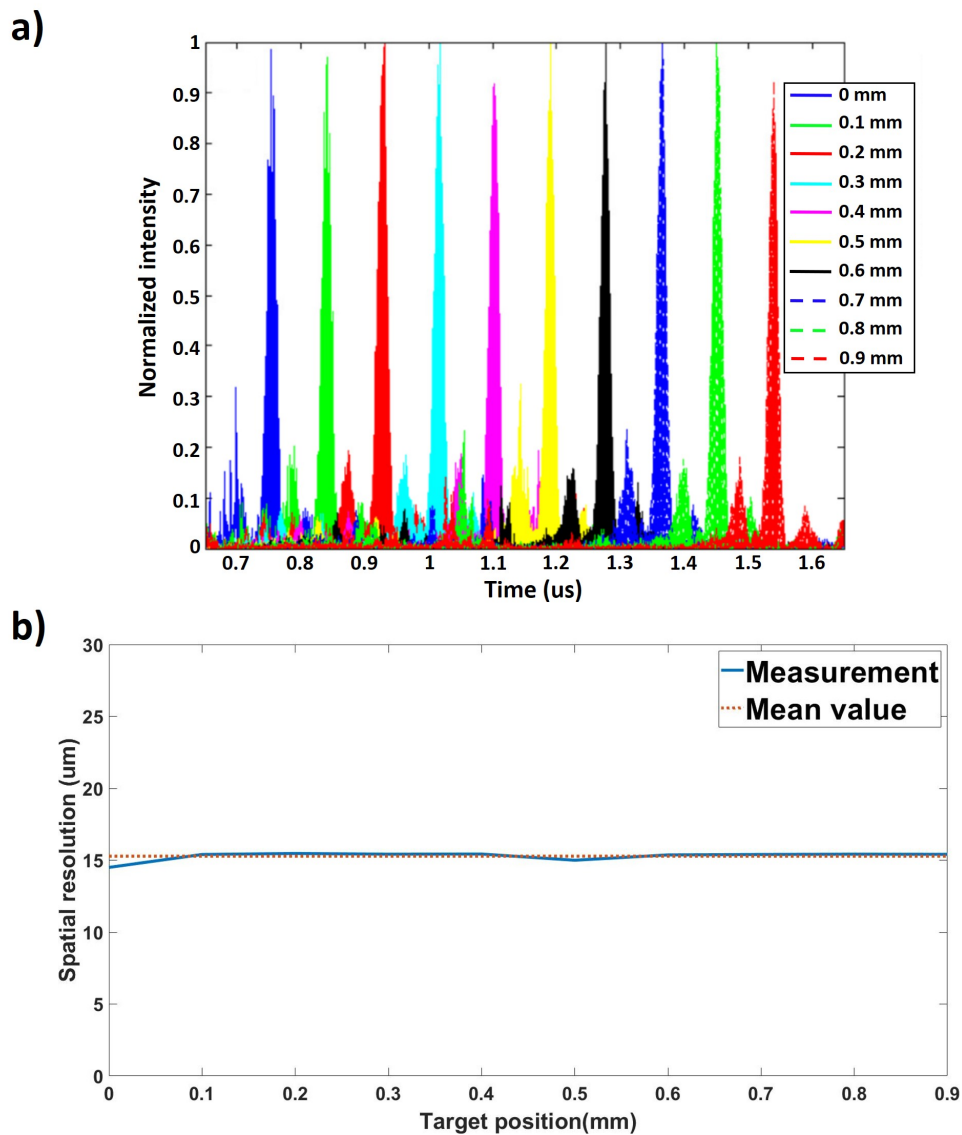 a)
1
0.9
0.8
0.7
0.6
0.5
0.4
0.3
0.2
0.1
0
Normalized intensity
0.7 0.8 0.9 1 1.1 1.2 1.3 1.4 1.5 1.6
Time (us)
0 mm
0.1 mm
0.2 mm
0.3 mm
0.4 mm
0.5 mm
0.6 mm
0.7 mm
0.8 mm
0.9 mm
b)
30
25
20
15
10
5
0
Spatial resolution (um)
Measurement
Mean value
0 0.1 0.2 0.3 0.4 0.5 0.6 0.7 0.8 0.9
Target position(mm)